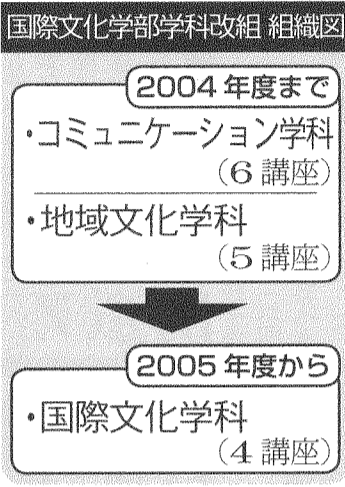 国際文化学部学科改組 組織図
2004年度まで
・コミュニケーション学科
(6講座)
・地域文化学科
(5講座)
2005年度から
・国際文化学科
(4講座)